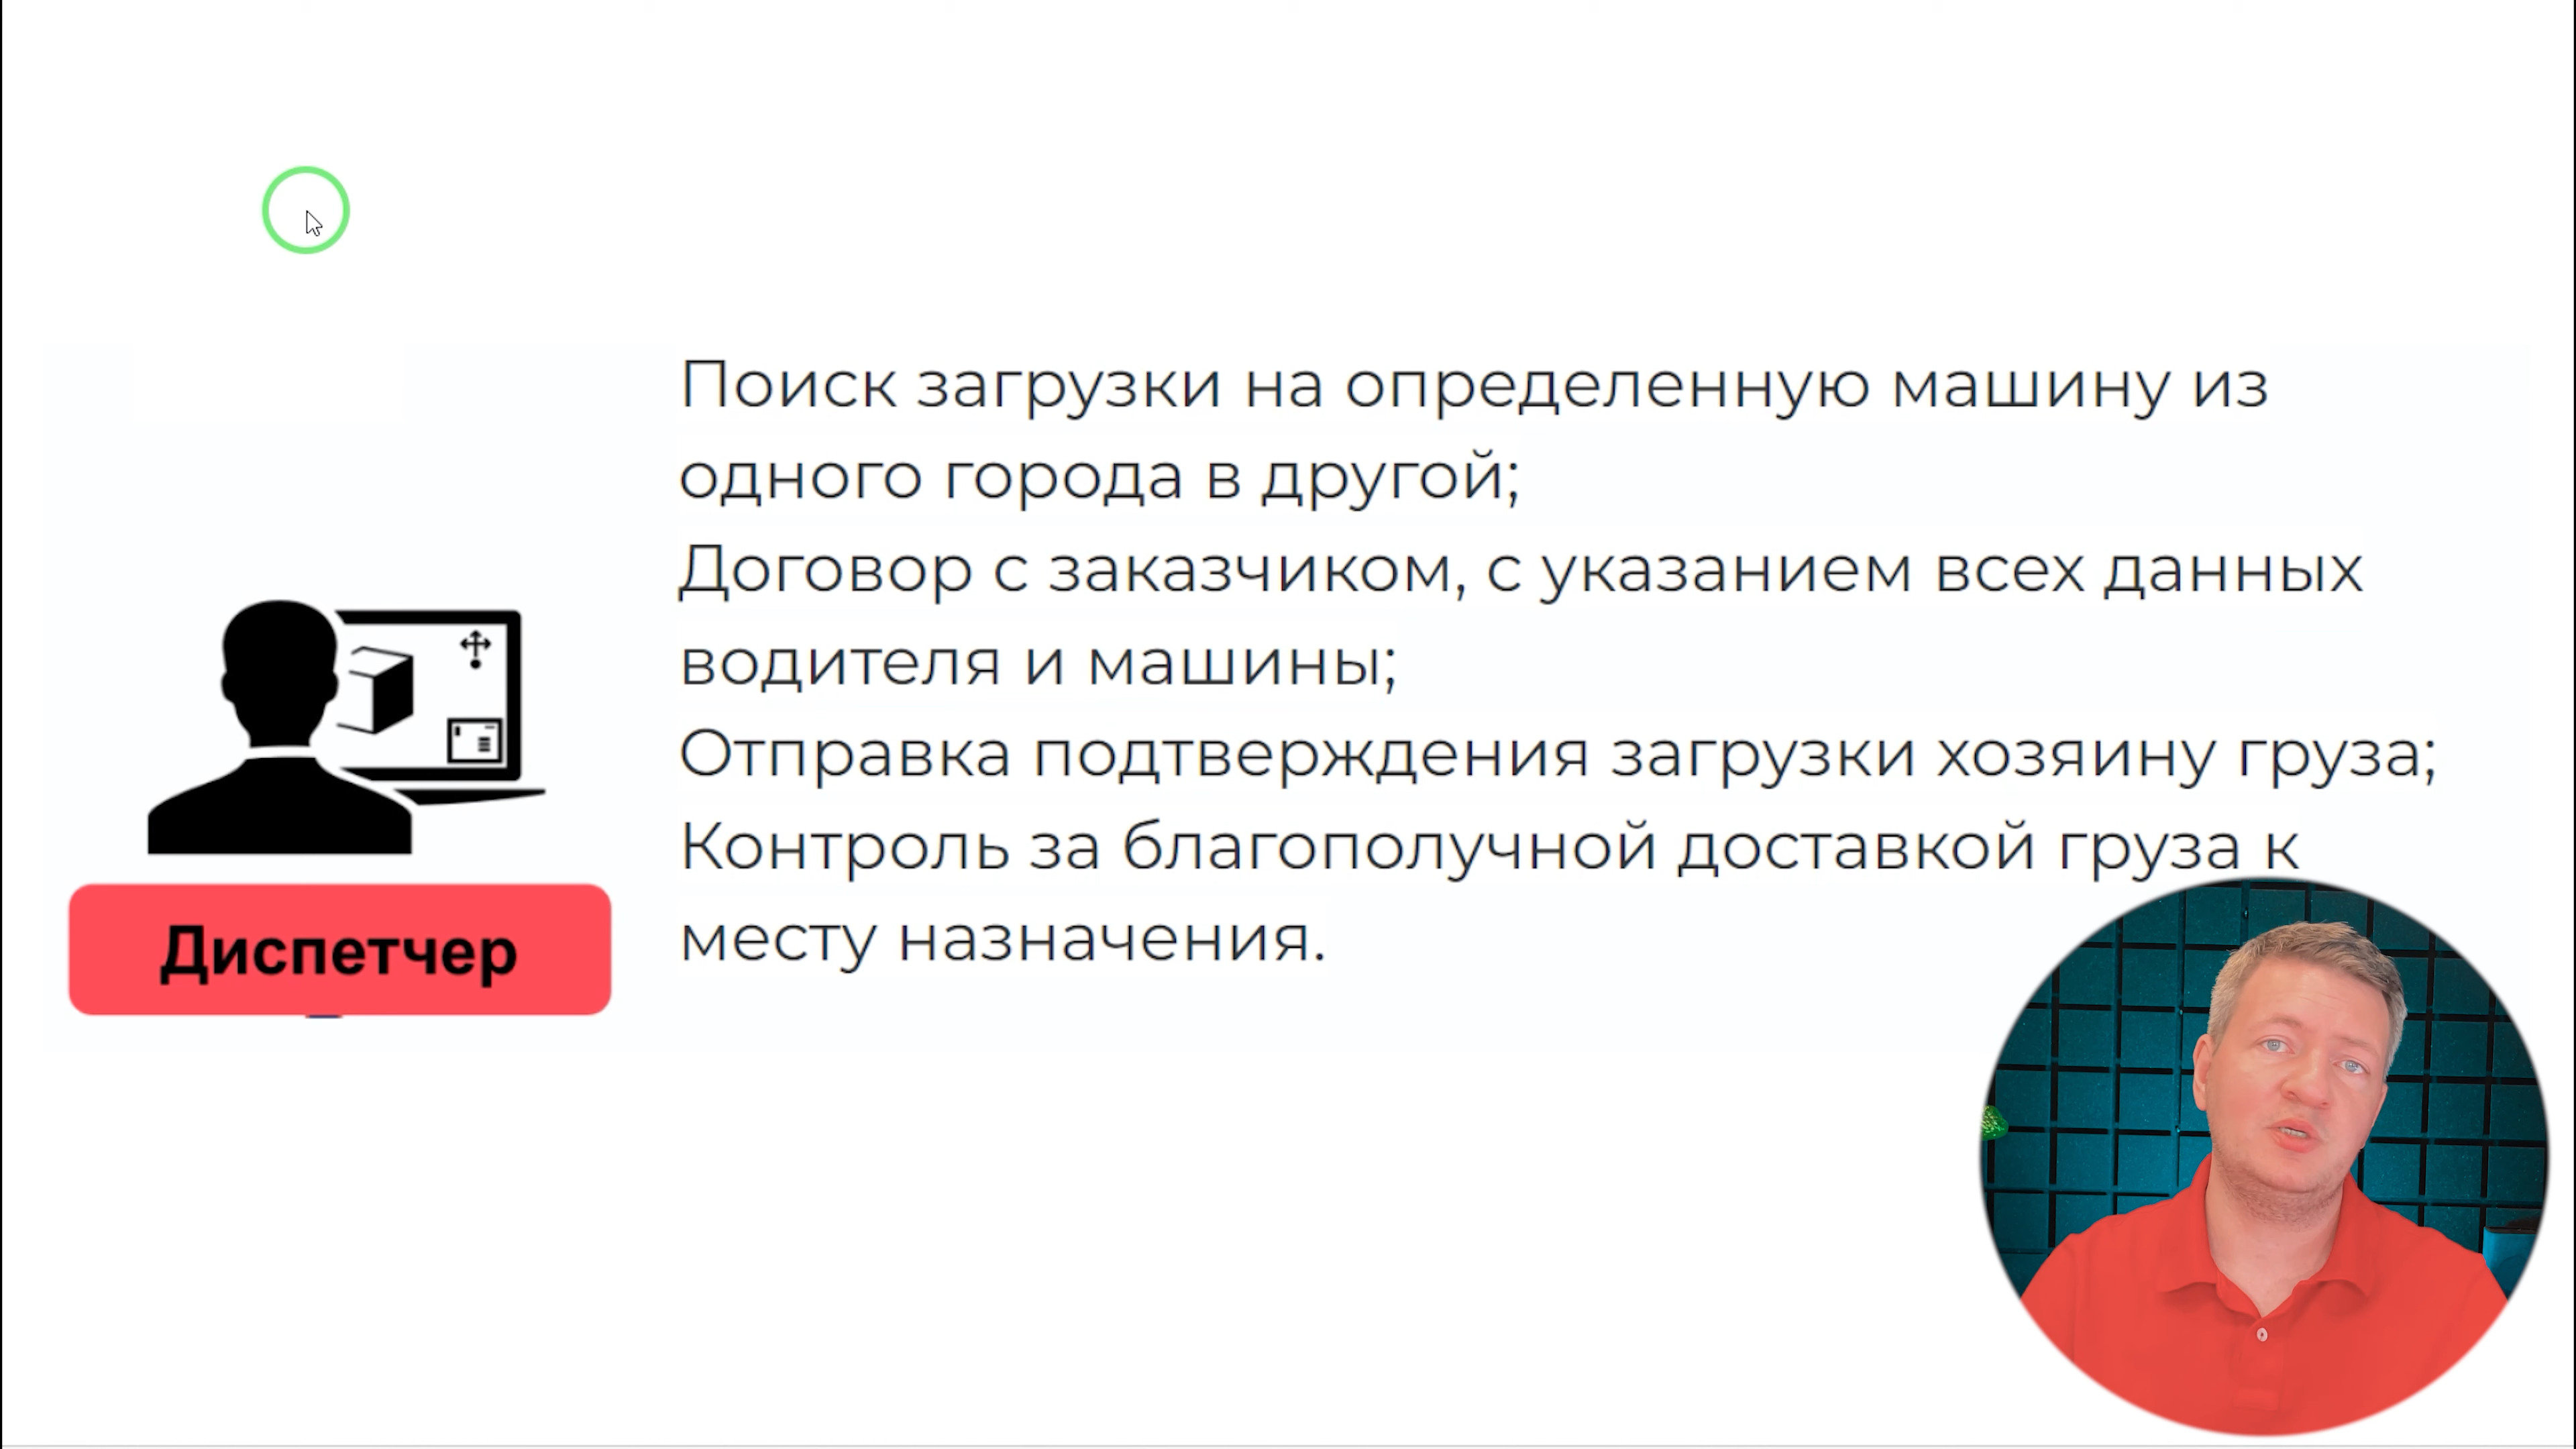 Поиск загрузки на определенную машину из
одного города в другой;
Договор с заказчиком, с указанием всех данных
водителя и машины;
Отправка подтверждения загрузки хозяину груза;
Контроль за благополучной доставкой груза к
месту назначения.
Диспетчер